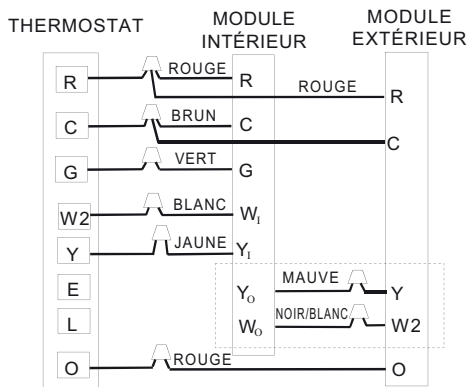 THERMOSTAT
MODULE
INTÉRIEUR
MODULE
EXTÉRIEUR
R
ROUGE
R
ROUGE
R
C
BRUN
C
C
G
VERT
G
W2
BLANC
WI
Y
JAUNE
YI
E
YO
MAUVE
Y
L
WO
NOIR/BLANC
W2
O
ROUGE
O